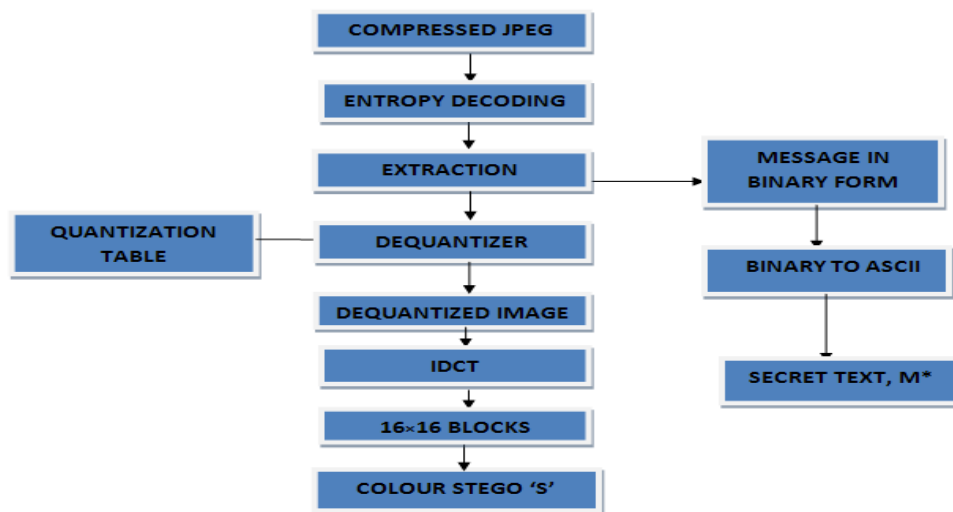 COMPRESSED JPEG
ENTROPY DECODING
EXTRACTION
MESSAGE IN
BINARY FORM
QUANTIZATION
TABLE
DEQUANTIZER
BINARY TO ASCII
DEQUANTIZED IMAGE
IDCT
SECRET TEXT, M*
16×16 BLOCKS
COLOUR STEGO ‘S’